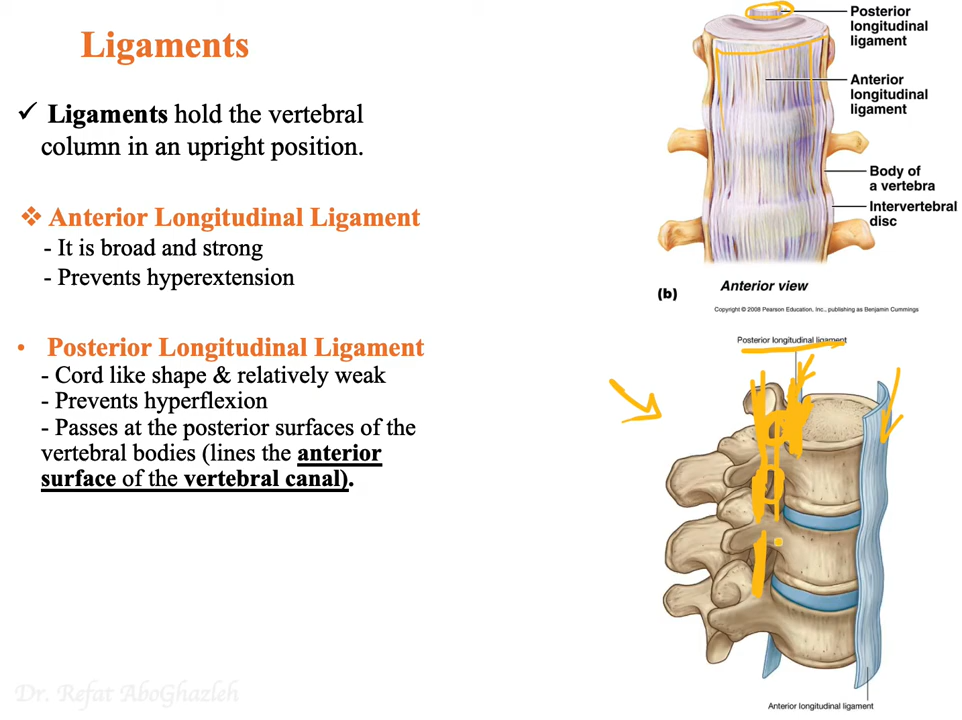 Ligaments
✓ Ligaments hold the vertebral
column in an upright position.
❖ Anterior Longitudinal Ligament
- It is broad and strong
- Prevents hyperextension
• Posterior Longitudinal Ligament
- Cord like shape & relatively weak
- Prevents hyperflexion
- Passes at the posterior surfaces of the
vertebral bodies (lines the anterior
surface of the vertebral canal).
Dr. Refat AboGhazleh
Posterior
longitudinal
ligament
Anterior
longitudinal
ligament
Body of
a vertebra
Intervertebral
disc
Anterior view
(b)
Copyright © 2008 Pearson Education, Inc., publishing as Benjamin Cummings
Posterior longitudinal ligament
Anterior longitudinal ligament